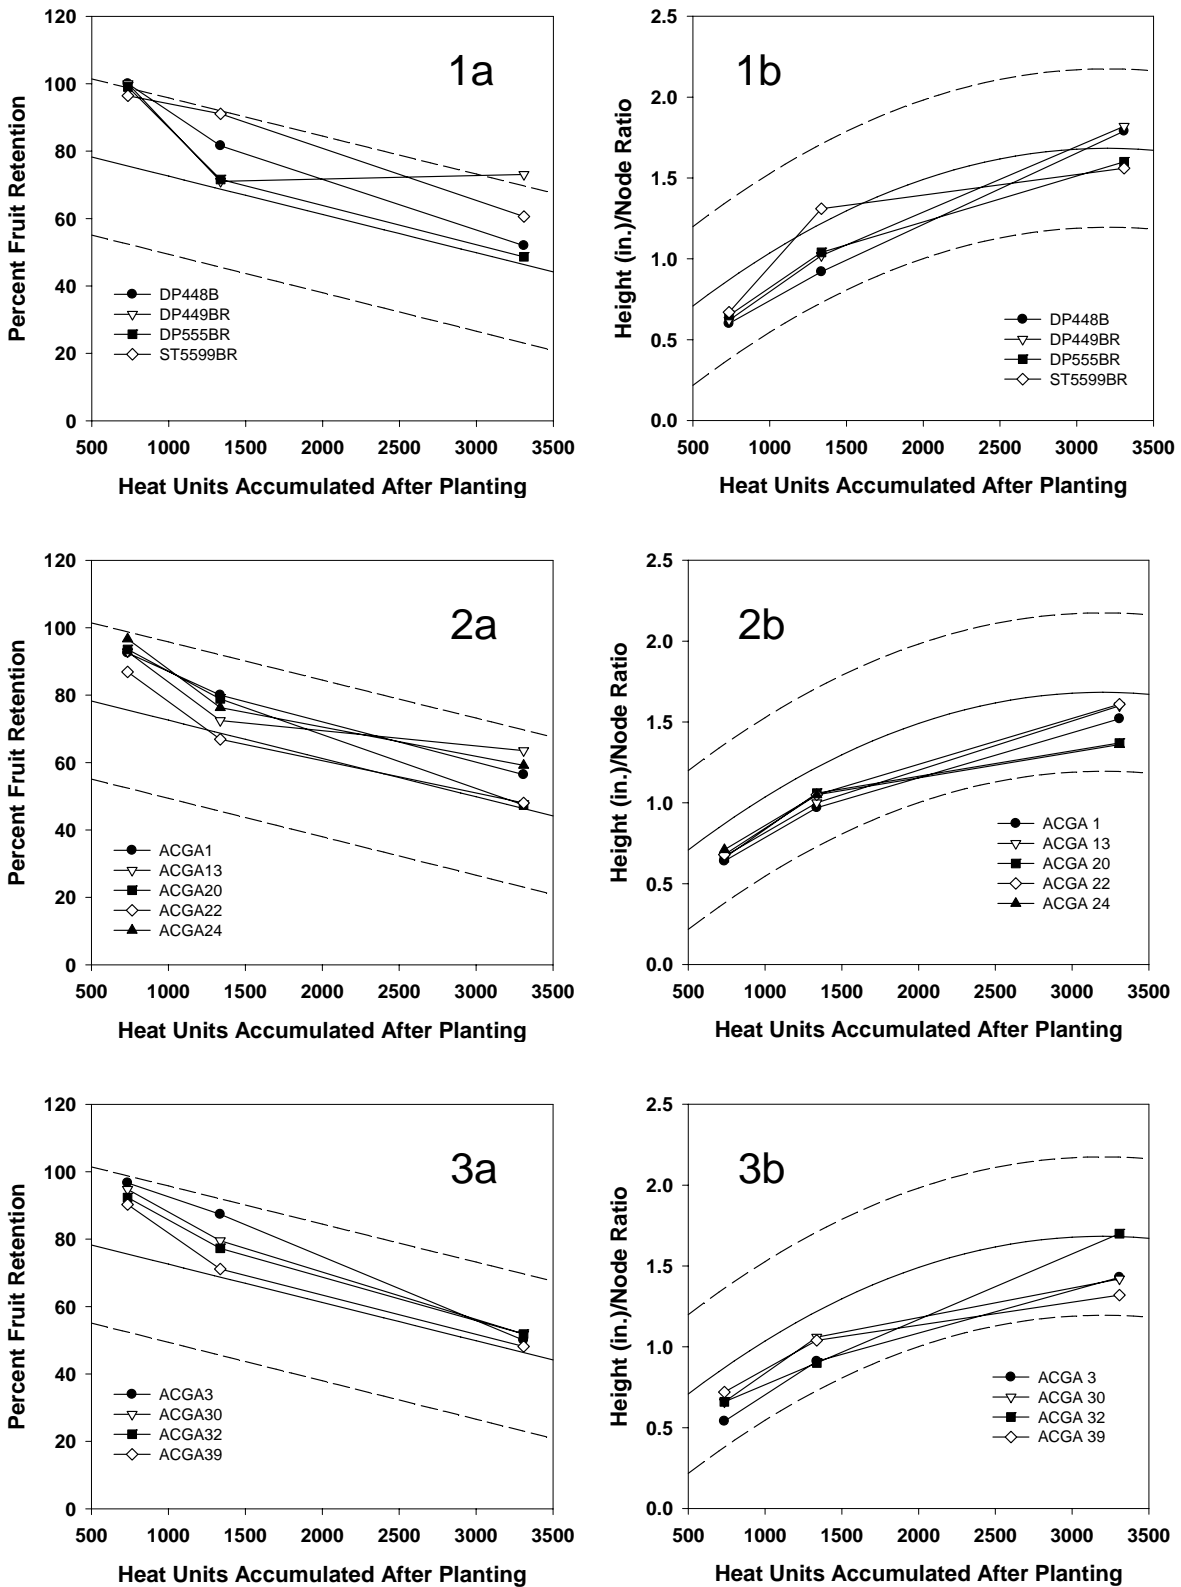 1a
Percent Fruit Retention
120
100
80
60
40
20
0
DP448B
DP449BR
DP555BR
ST5599BR
500 1000 1500 2000 2500 3000 3500
Heat Units Accumulated After Planting
1b
Height (in.)/Node Ratio
2.5
2.0
1.5
1.0
0.5
0.0
DP448B
DP449BR
DP555BR
ST5599BR
500 1000 1500 2000 2500 3000 3500
Heat Units Accumulated After Planting
2a
Percent Fruit Retention
120
100
80
60
40
20
0
ACGA1
ACGA13
ACGA20
ACGA22
ACGA24
500 1000 1500 2000 2500 3000 3500
Heat Units Accumulated After Planting
2b
Height (in.)/Node Ratio
2.5
2.0
1.5
1.0
0.5
0.0
ACGA 1
ACGA 13
ACGA 20
ACGA 22
ACGA 24
500 1000 1500 2000 2500 3000 3500
Heat Units Accumulated After Planting
3a
Percent Fruit Retention
120
100
80
60
40
20
0
ACGA3
ACGA30
ACGA32
ACGA39
500 1000 1500 2000 2500 3000 3500
Heat Units Accumulated After Planting
3b
Height (in.)/Node Ratio
2.5
2.0
1.5
1.0
0.5
0.0
ACGA 3
ACGA 30
ACGA 32
ACGA 39
500 1000 1500 2000 2500 3000 3500
Heat Units Accumulated After Planting